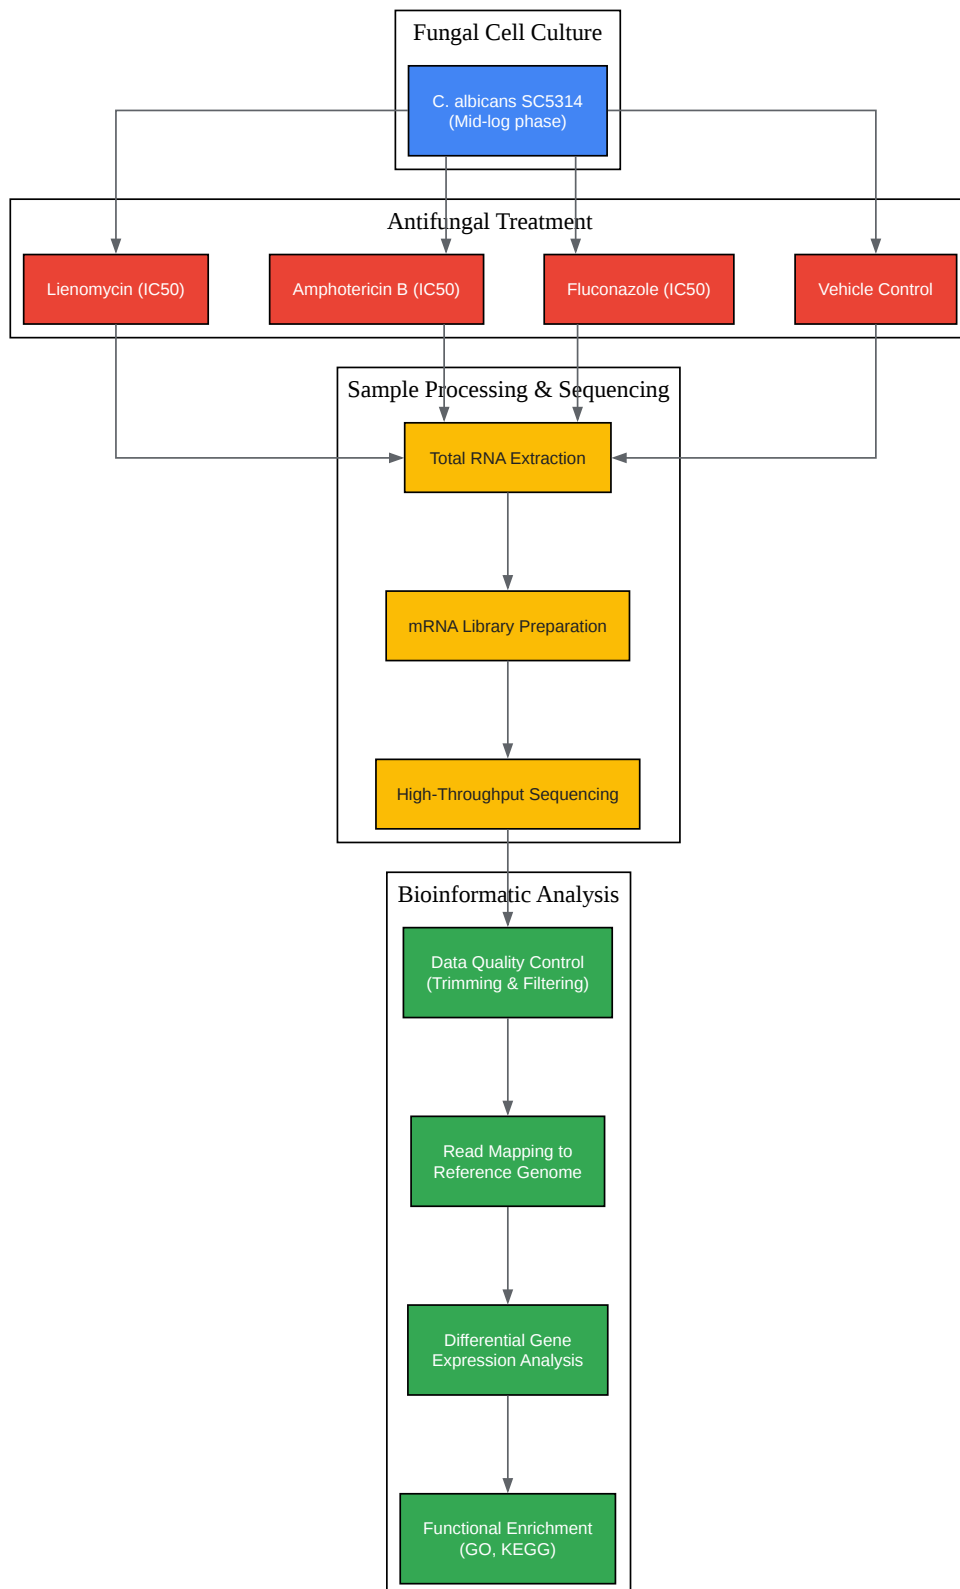 Fungal Cell Culture
C. albicans SC5314
(Mid-log phase)
Antifungal Treatment
Lienomycin (IC50)
Amphotericin B (IC50)
Fluconazole (IC50)
Vehicle Control
Sample Processing & Sequencing
Total RNA Extraction
mRNA Library Preparation
High-Throughput Sequencing
Bioinformatic Analysis
Data Quality Control
(Trimming & Filtering)
Read Mapping to
Reference Genome
Differential Gene
Expression Analysis
Functional Enrichment
(GO, KEGG)